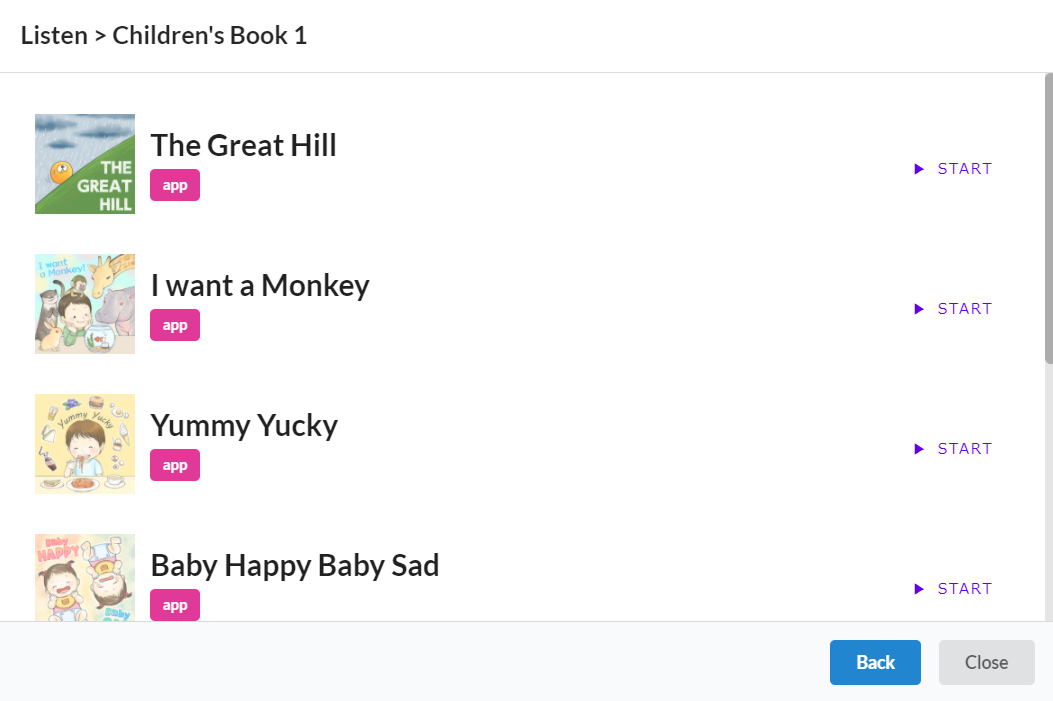 Listen > Children's Book 1
THE
GREAT
HILL
The Great Hill
app
START
I want
a Monkey!
I want a Monkey
app
START
Yummy Yucky
Yummy Yucky
app
START
Baby
HAPPY
Baby
Baby Happy Baby Sad
app
START
Back
Close